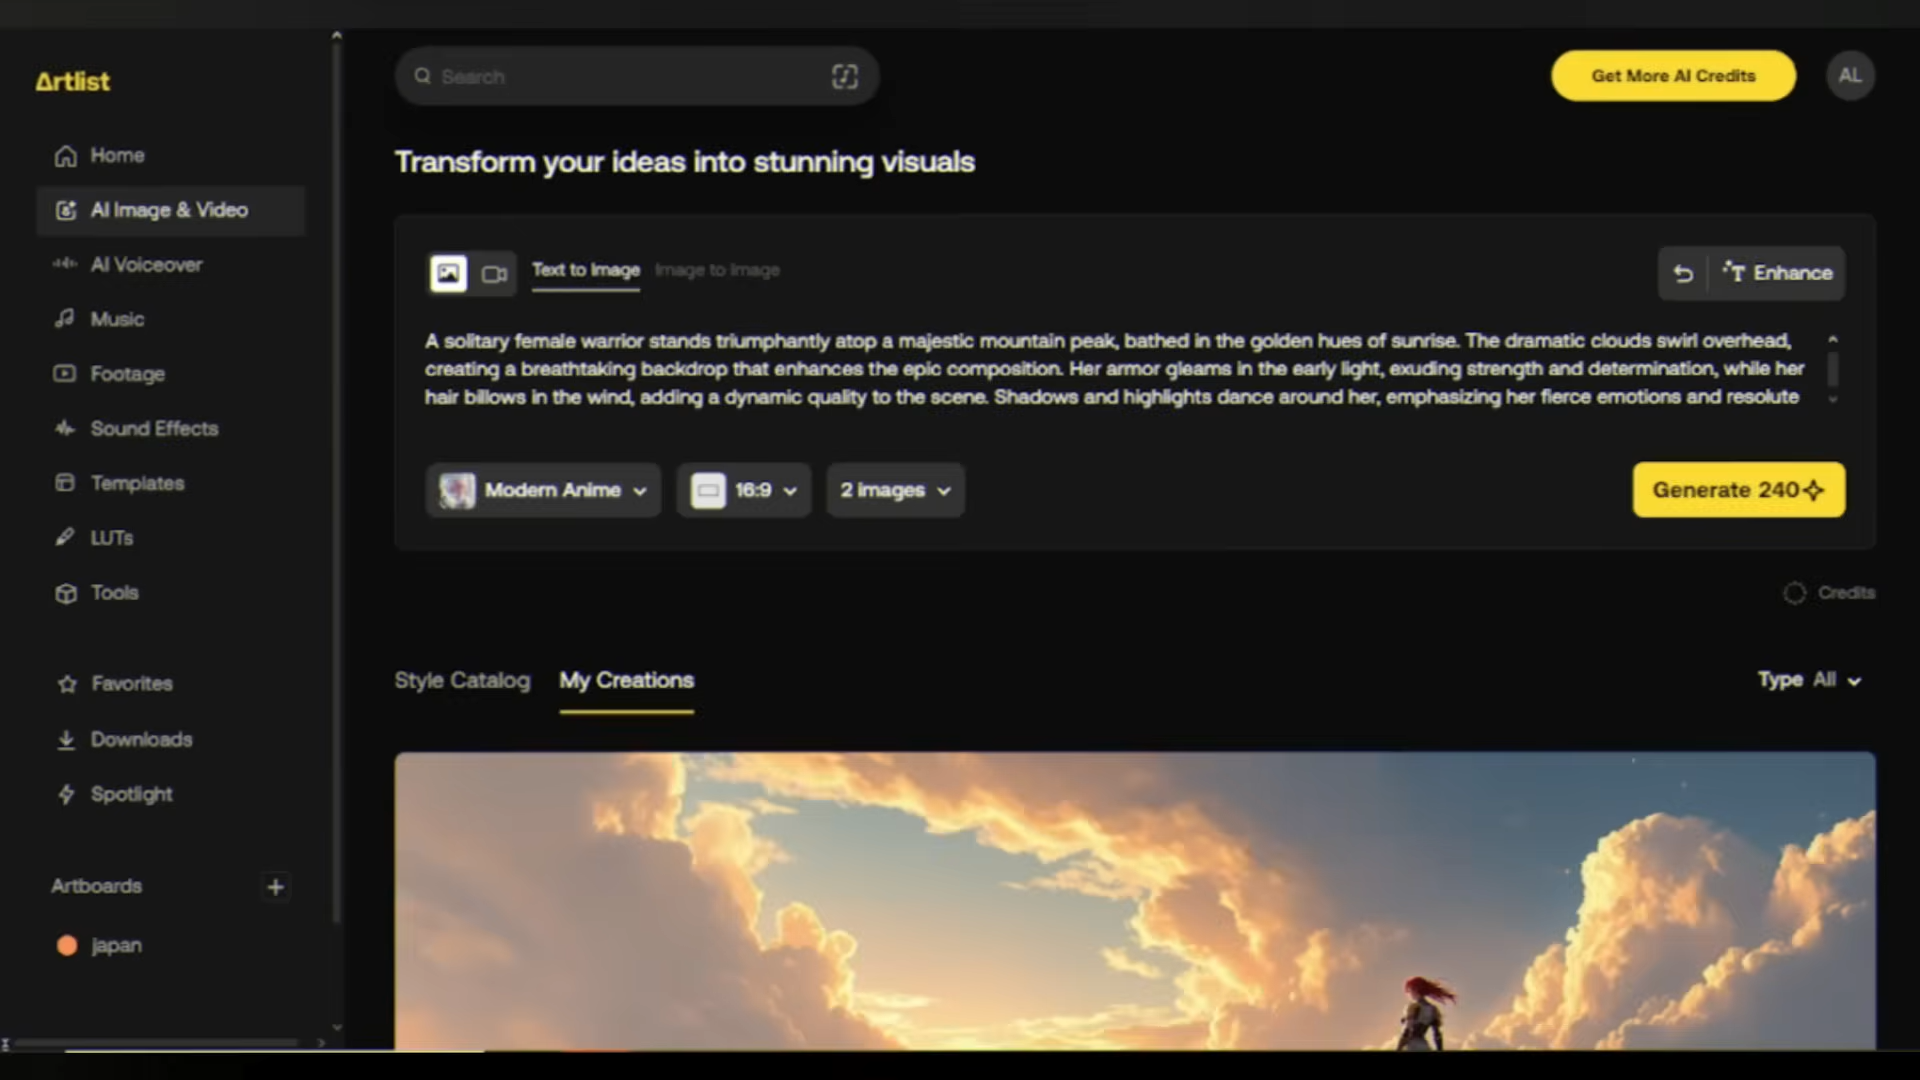 Artlist
Search
Get More AI Credits
AL
Home
AI Image & Video
AI Voiceover
Music
Footage
Sound Effects
Templates
LUTs
Tools
Favorites
Downloads
Spotlight
Artboards
japan
Transform your ideas into stunning visuals
Text to Image
Image to Image
Enhance
A solitary female warrior stands triumphantly atop a majestic mountain peak, bathed in the golden hues of sunrise. The dramatic clouds swirl overhead,
creating a breathtaking backdrop that enhances the epic composition. Her armor gleams in the early light, exuding strength and determination, while her
hair billows in the wind, adding a dynamic quality to the scene. Shadows and highlights dance around her, emphasizing her fierce emotions and resolute
Modern Anime
16:9
2 images
Generate 240
Credits
Style Catalog
My Creations
Type All